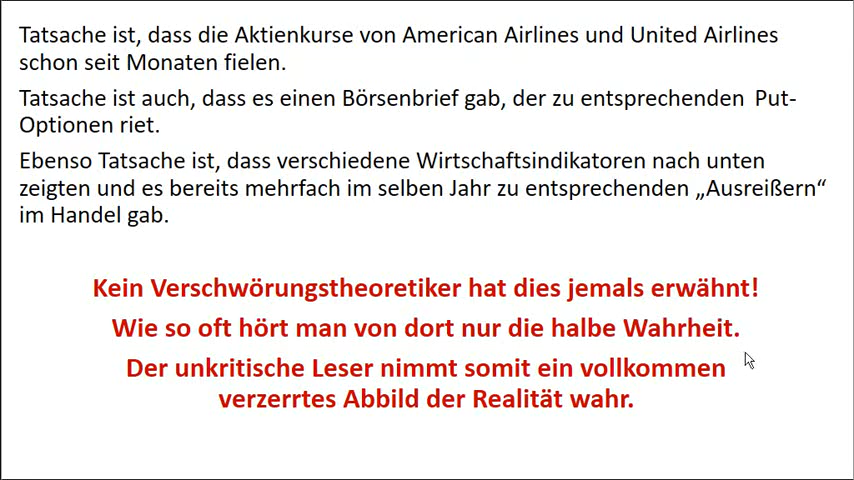 Tatsache ist, dass die Aktienkurse von American Airlines und United Airlines
schon seit Monaten fielen.
Tatsache ist auch, dass es einen Börsenbrief gab, der zu entsprechenden Put-
Optionen riet.
Ebenso Tatsache ist, dass verschiedene Wirtschaftsindikatoren nach unten
zeigten und es bereits mehrfach im selben Jahr zu entsprechenden „Ausreißern“
im Handel gab.
Kein Verschwörungstheoretiker hat dies jemals erwähnt!
Wie so oft hört man von dort nur die halbe Wahrheit.
Der unkritische Leser nimmt somit ein vollkommen
verzerrtes Abbild der Realität wahr.